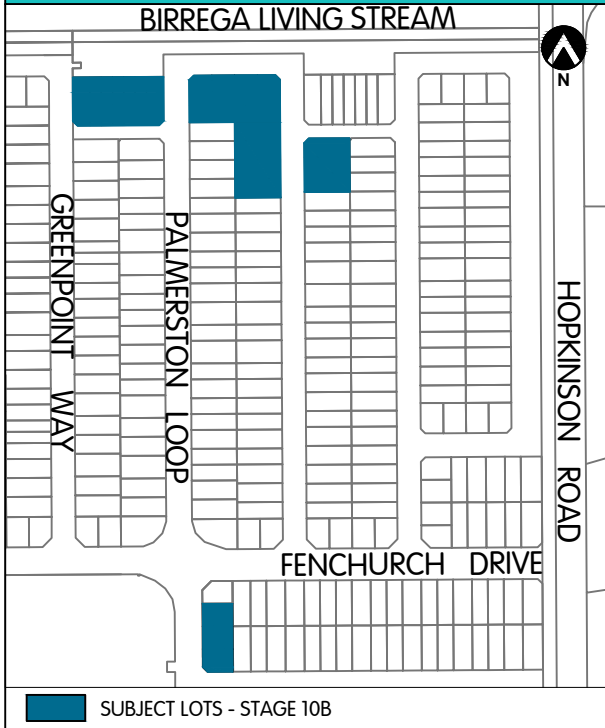 BIRREGA LIVING STREAM
N
GREENPOINT WAY
PALMERSTON LOOP
HOPKINSON ROAD
FENCHURCH DRIVE
SUBJECT LOTS - STAGE 10B